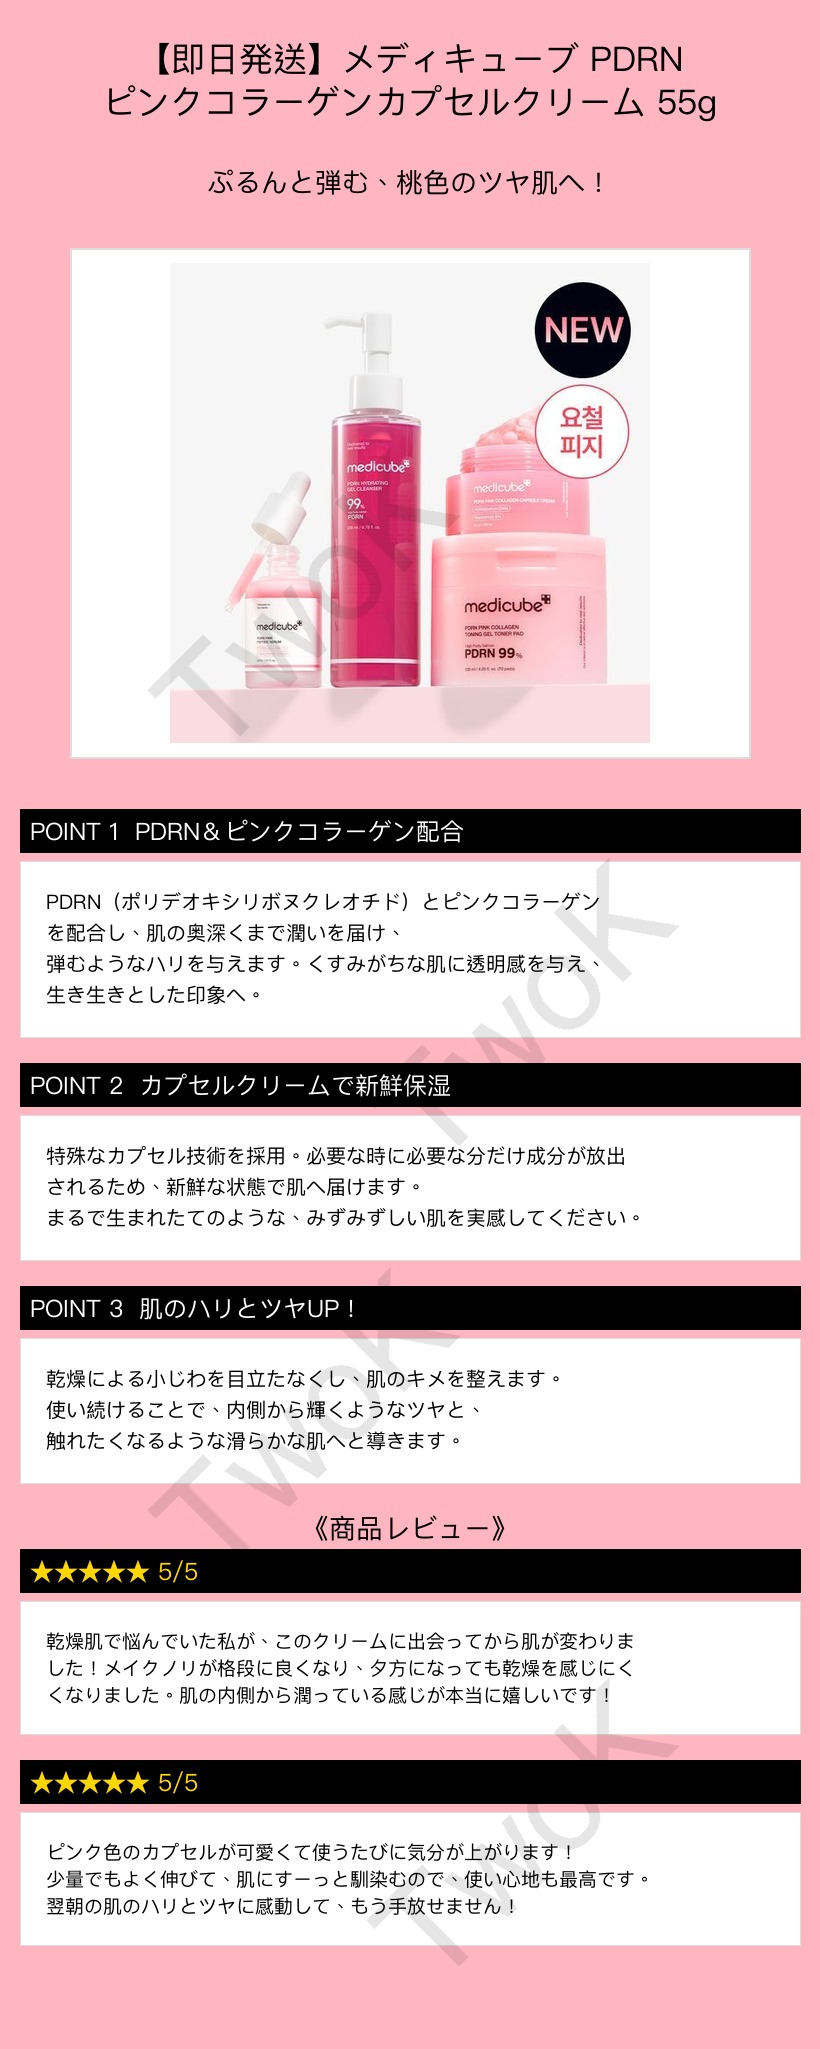 【即日発送】メディキューブ PDRN
ピンクコラーゲンカプセルクリーム 55g
ぷるんと弾む、桃色のツヤ肌へ！
NEW
요철
피지
medicube
PDRN HYDRATING
GEL CLEANSER
99%
PDRN
medicube
PDRN PINK COLLAGEN CAPSULE CREAM
medicube
PDRN PINK
PEPTIDE SERUM
medicube
PDRN PINK COLLAGEN
TONING GEL TONER PAD
PDRN 99%
TwoK
POINT 1 PDRN＆ピンクコラーゲン配合
PDRN（ポリデオキシリボヌクレオチド）とピンクコラーゲン
を配合し、肌の奥深くまで潤いを届け、
弾むようなハリを与えます。くすみがちな肌に透明感を与え、
生き生きとした印象へ。
TwoK
POINT 2 カプセルクリームで新鮮保湿
特殊なカプセル技術を採用。必要な時に必要な分だけ成分が放出
されるため、新鮮な状態で肌へ届けます。
まるで生まれたてのような、みずみずしい肌を実感してください。
POINT 3 肌のハリとツヤUP！
乾燥による小じわを目立たなくし、肌のキメを整えます。
使い続けることで、内側から輝くようなツヤと、
触れたくなるような滑らかな肌へと導きます。
TwoK
《商品レビュー》
★★★★★ 5/5
乾燥肌で悩んでいた私が、このクリームに出会ってから肌が変わりま
した！メイクノリが格段に良くなり、夕方になっても乾燥を感じにく
くなりました。肌の内側から潤っている感じが本当に嬉しいです！
★★★★★ 5/5
ピンク色のカプセルが可愛くて使うたびに気分が上がります！
少量でもよく伸びて、肌にすーっと馴染むので、使い心地も最高です。
翌朝の肌のハリとツヤに感動して、もう手放せません！
TwoK